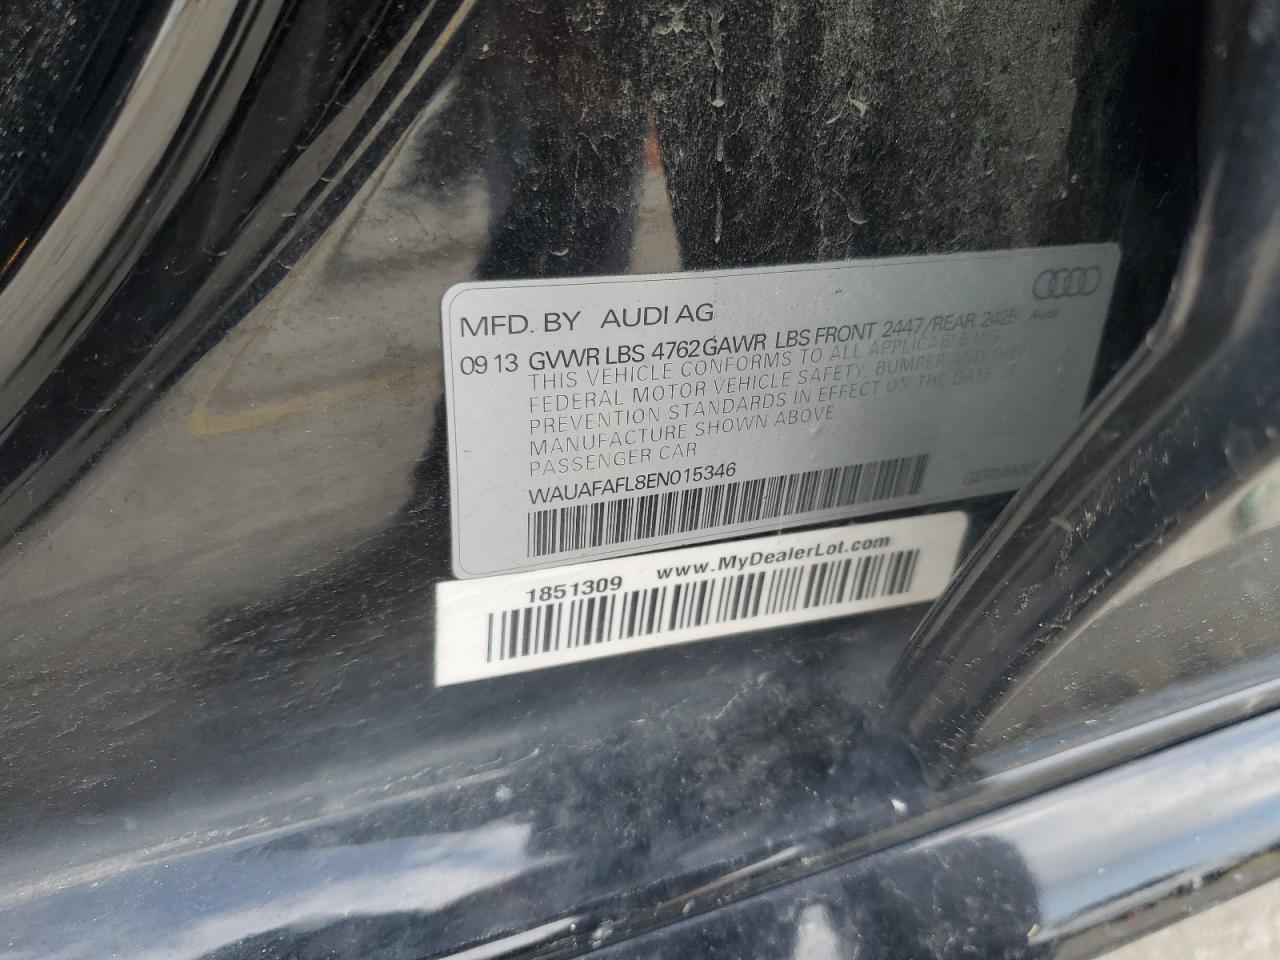 MFD. BY AUDI AG
Audi
09 13 GVWR LBS 4762 GAWR LBS FRONT 2447/REAR 2425
THIS VEHICLE CONFORMS TO ALL APPLICABLE U.S.
FEDERAL MOTOR VEHICLE SAFETY, BUMPER AND THEFT
PREVENTION STANDARDS IN EFFECT ON THE DATE OF
MANUFACTURE SHOWN ABOVE
PASSENGER CAR
WAUAFAFL8EN015346
GERMANY
1851309 www.MyDealerLot.com